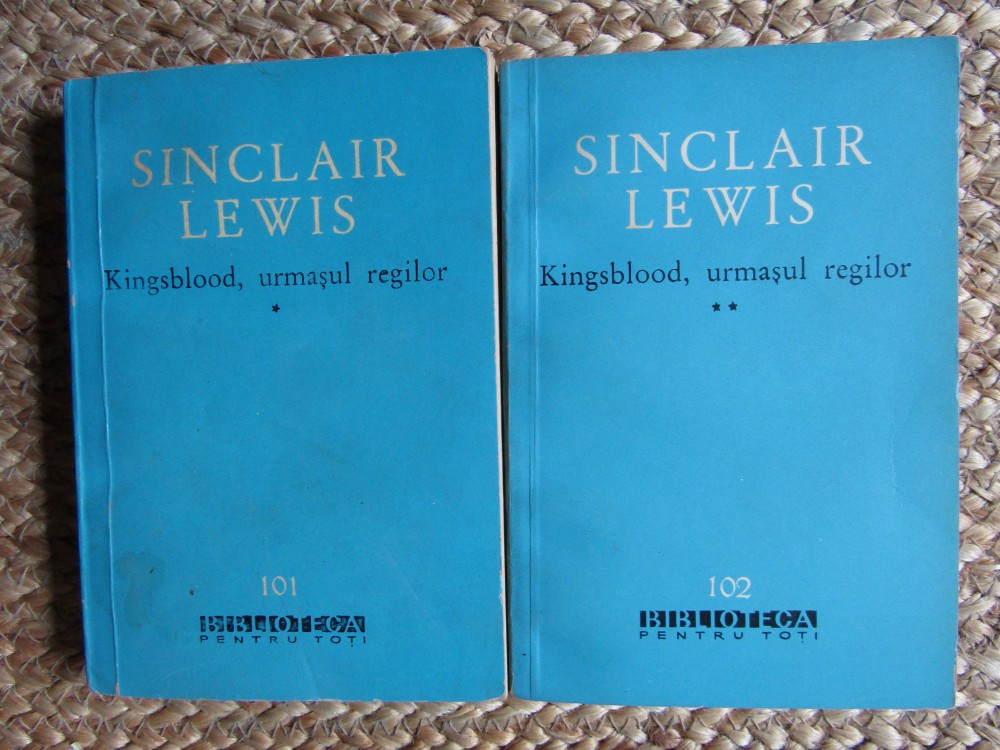 SINCLAIR
LEWIS
Kingsblood, urmașul regilor
*
101
BIBLIOTECA
PENTRU TOȚI
SINCLAIR
LEWIS
Kingsblood, urmașul regilor
**
102
BIBLIOTECA
PENTRU TOȚI